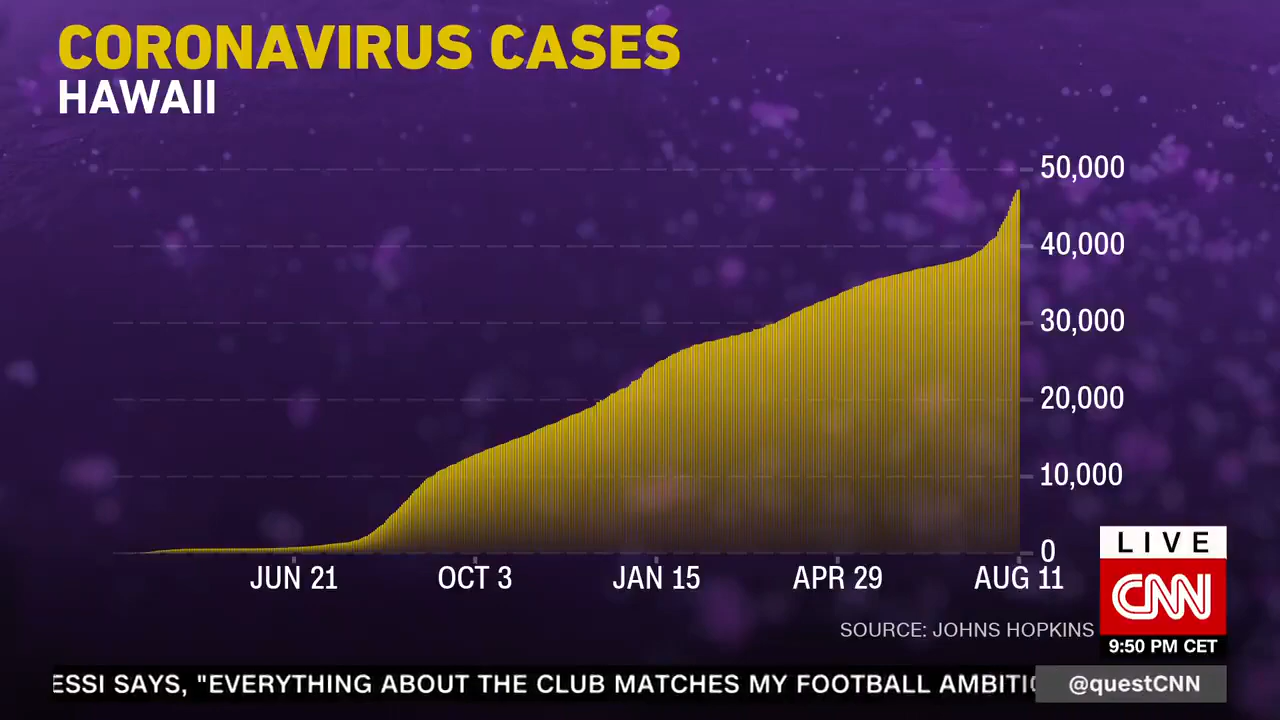 CORONAVIRUS CASES
HAWAII
50,000
40,000
30,000
20,000
10,000
0
JUN 21 OCT 3 JAN 15 APR 29 AUG 11
SOURCE: JOHNS HOPKINS
LIVE
CNN
9:50 PM CET
ESSI SAYS, "EVERYTHING ABOUT THE CLUB MATCHES MY FOOTBALL AMBITI
@questCNN